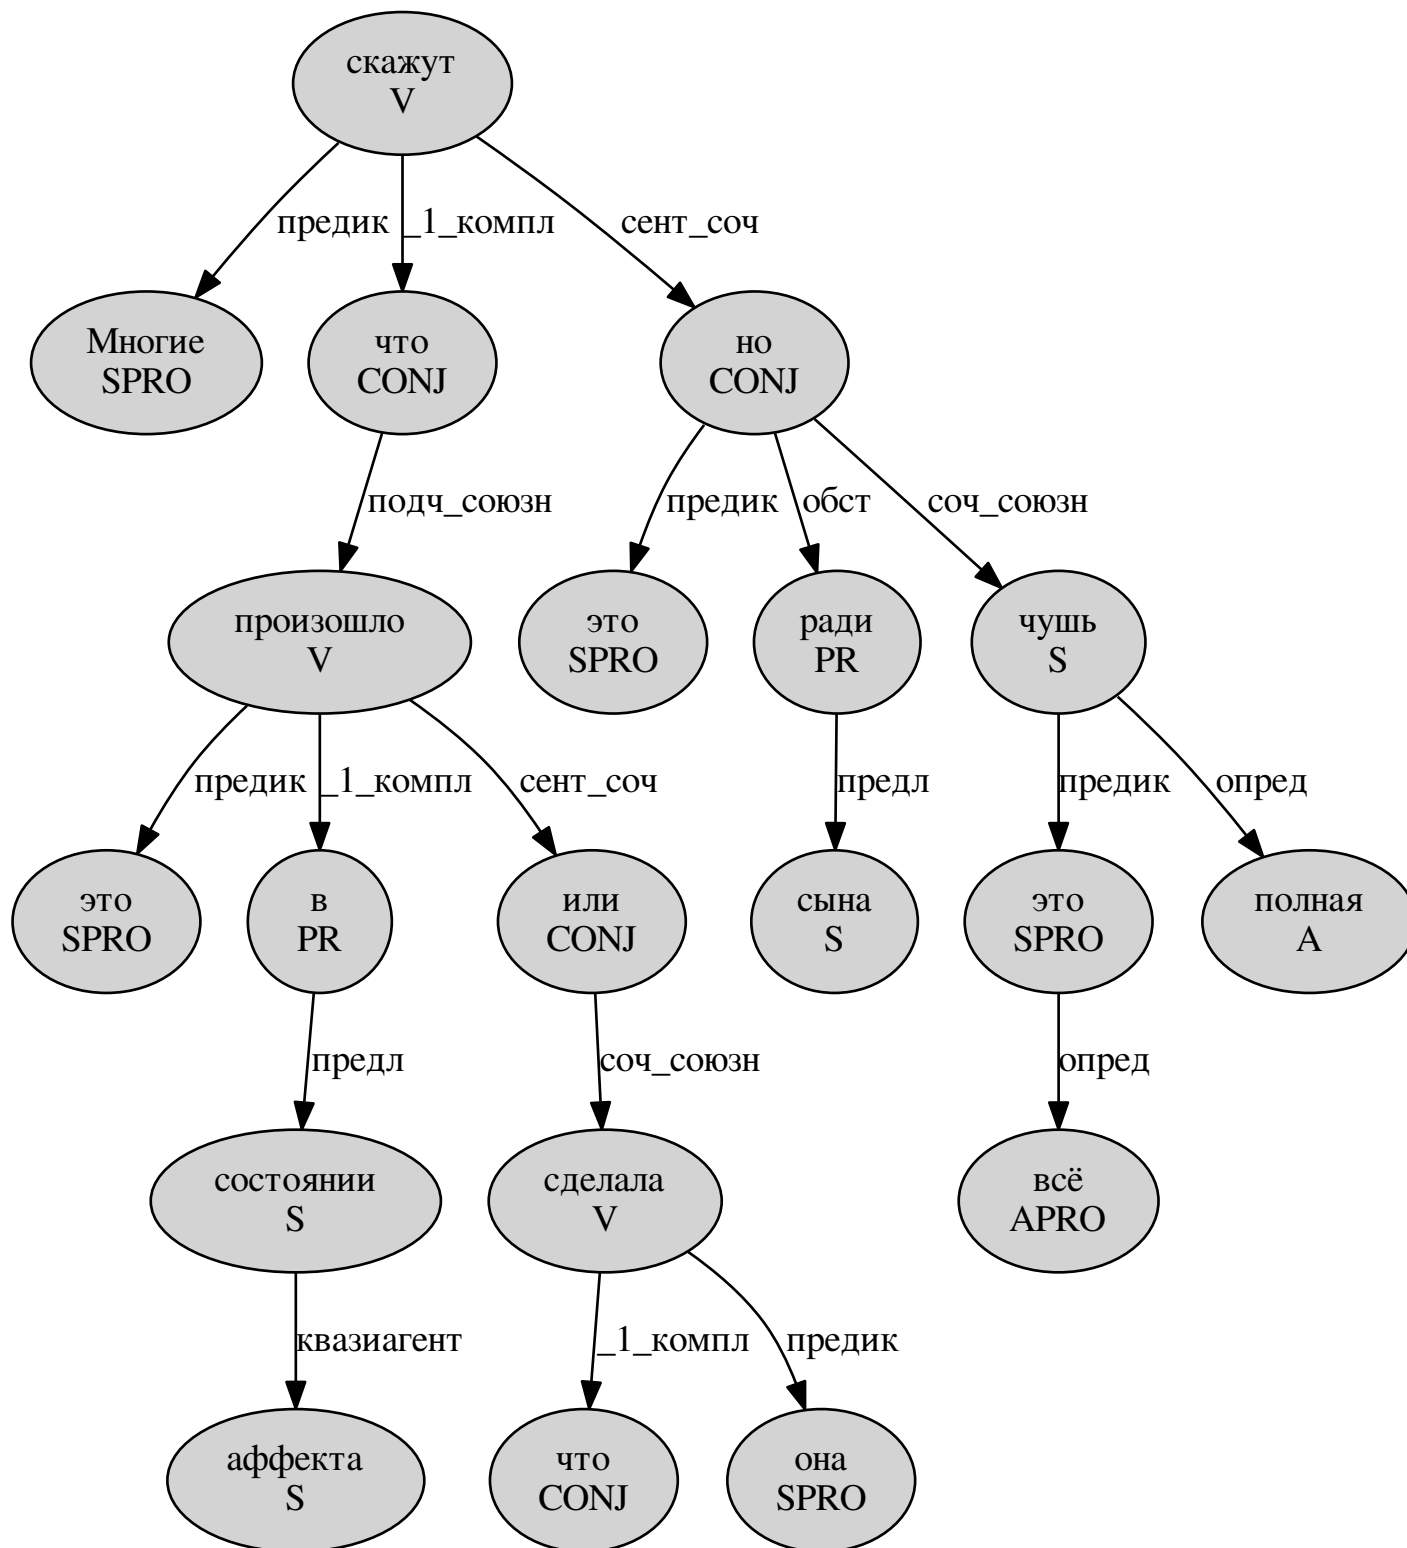 скажут
V
предик _1_компл сент_соч
Многие
SPRO
что
CONJ
но
CONJ
подч_союзн предик обст соч_союзн
произошло
V
это
SPRO
ради
PR
чушь
S
предик _1_компл сент_соч предл предик опред
это
SPRO
в
PR
или
CONJ
сына
S
это
SPRO
полная
A
предл соч_союзн опред
состоянии
S
сделала
V
всё
APRO
квазиагент _1_компл предик
аффекта
S
что
CONJ
она
SPRO